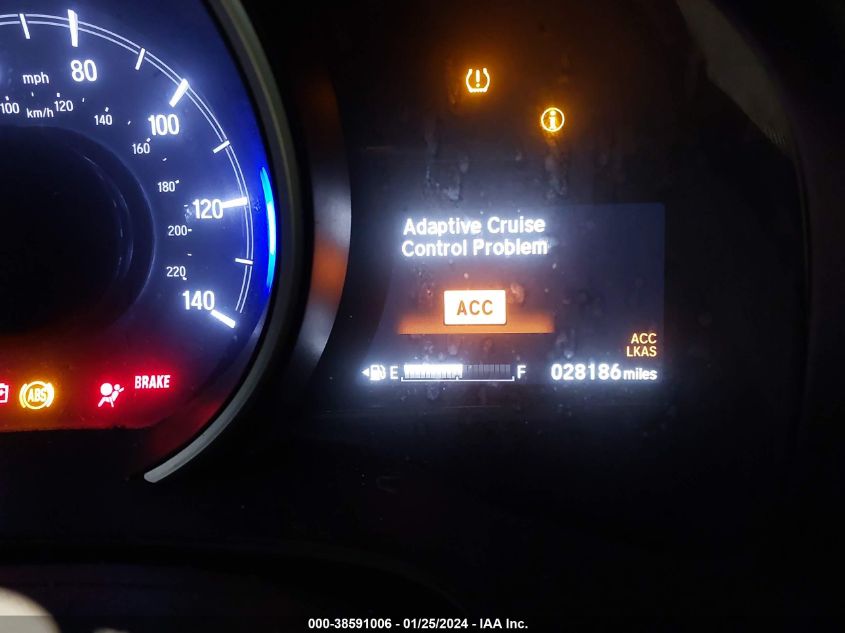 80
mph
100
120
km/h
140
100
160
180
120
200
220
140
ABS
BRAKE
Adaptive Cruise
Control Problem
ACC
ACC
LKAS
E
F
028186 miles
000-38591006 - 01/25/2024 - IAA Inc.